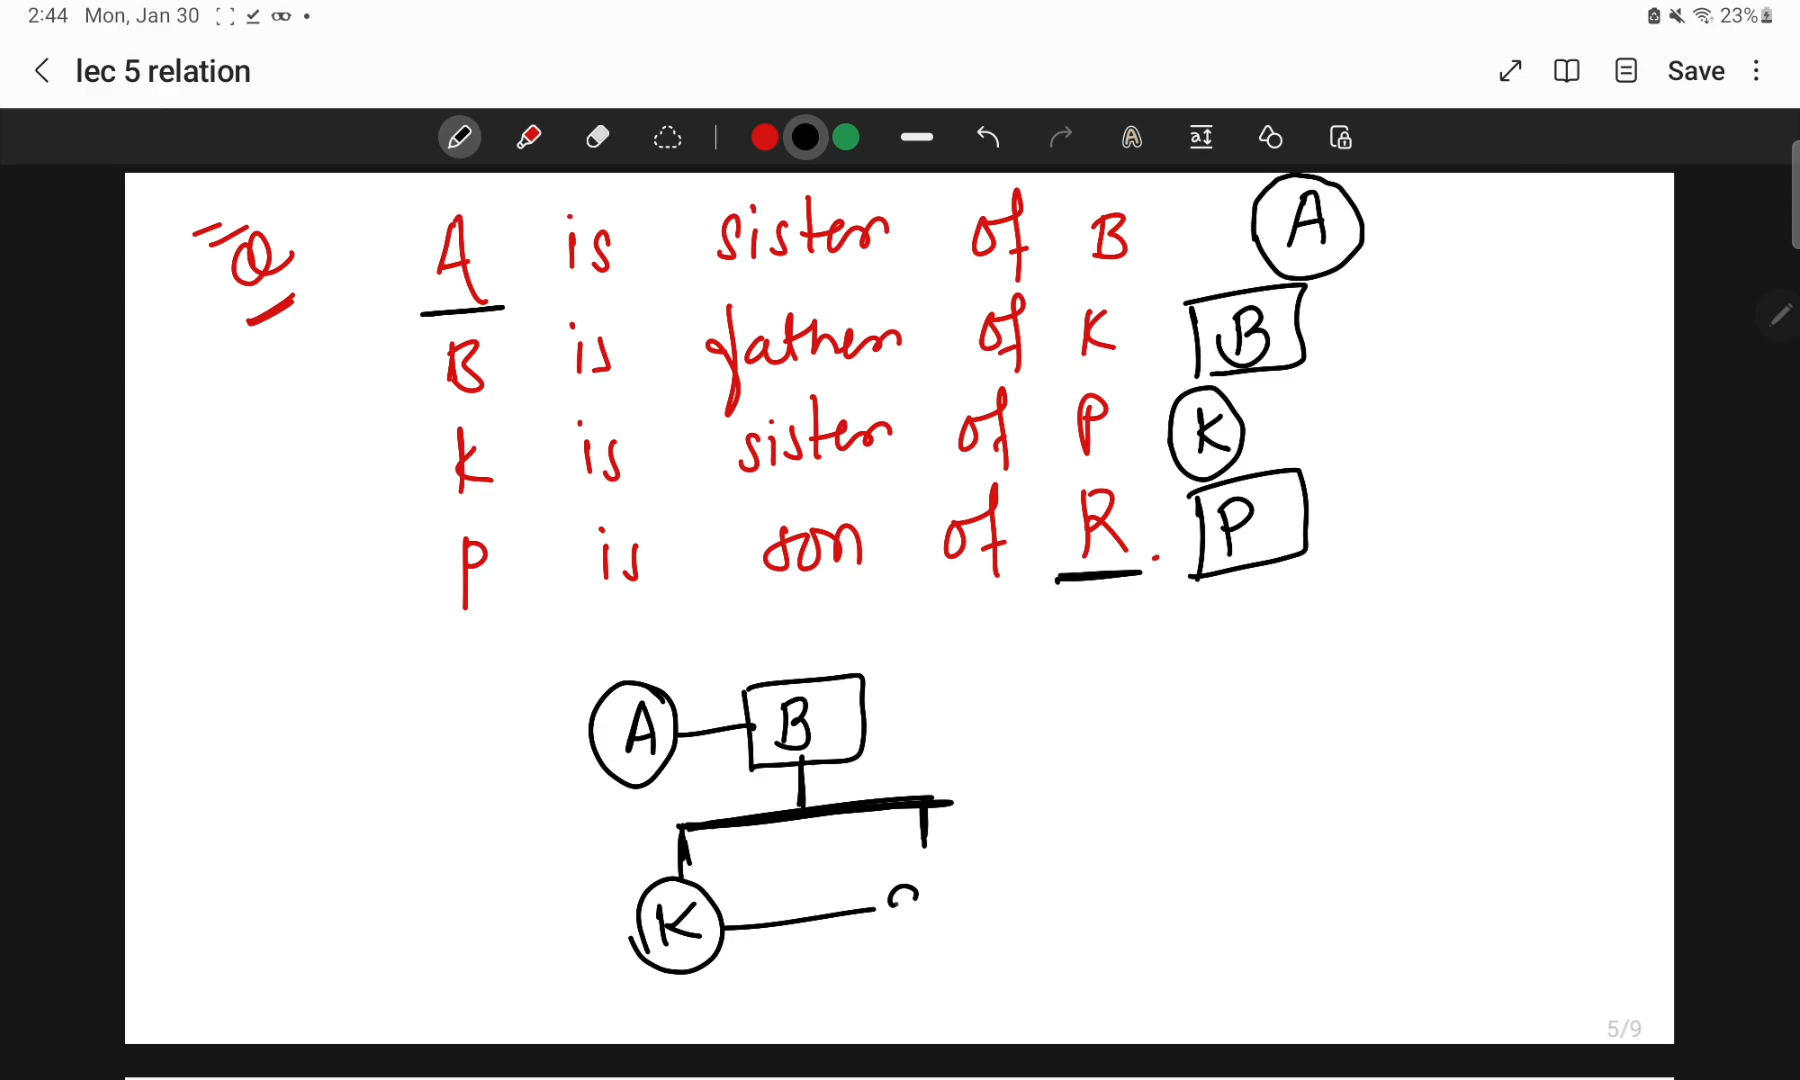 2:44 Mon, Jan 30
23%
lec 5 relation
Save
Q A is sister of B A
B is father of K B
K is sister of P K
P is son of R. P
A B
K
5/9